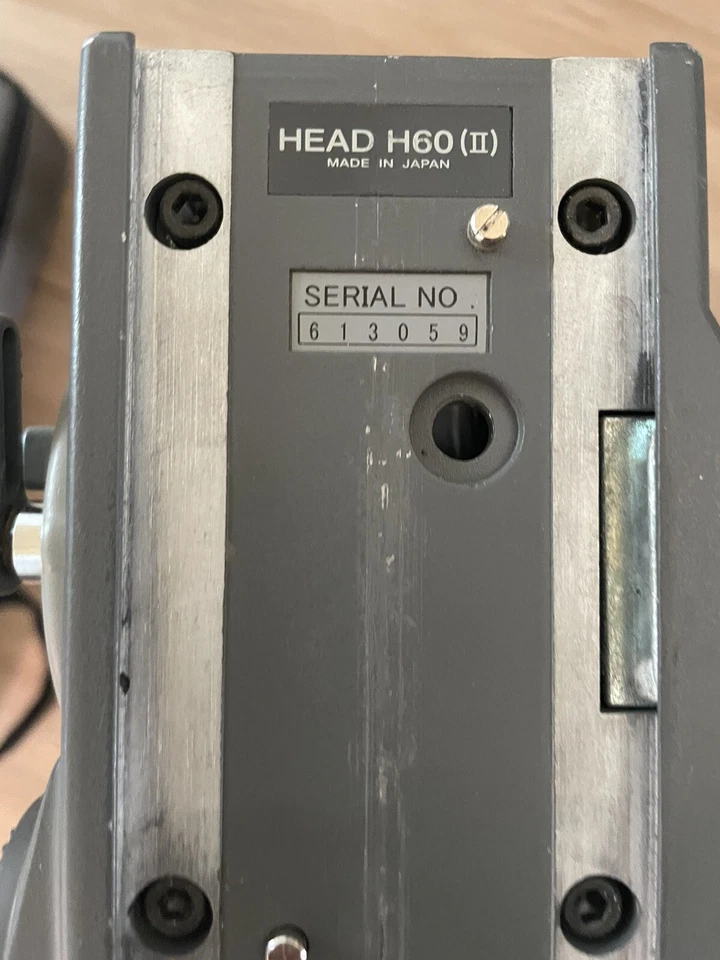 HEAD H60 (II)
MADE IN JAPAN
SERIAL NO.
613059